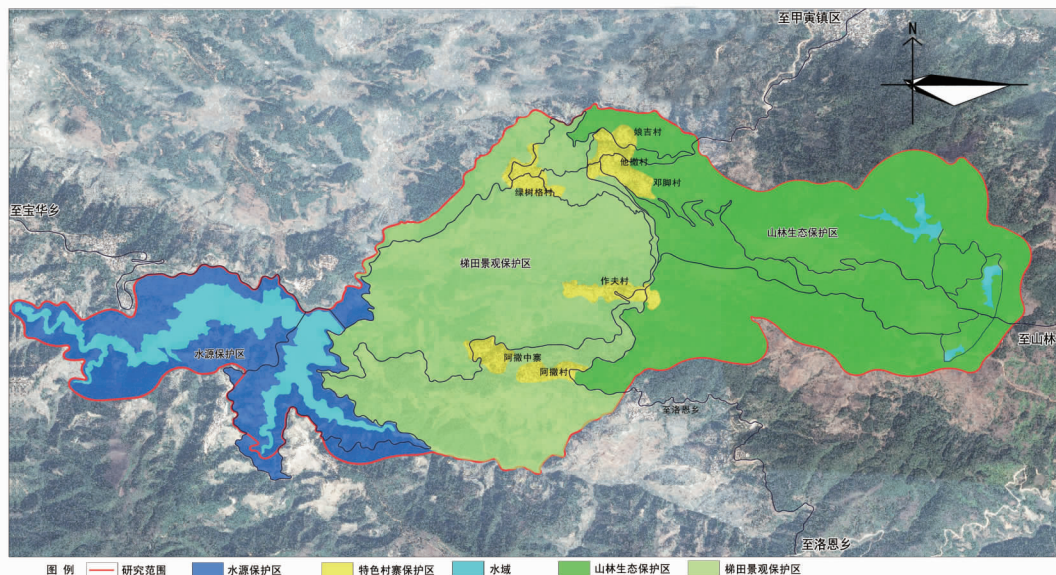 至甲寅镇区
N
娘吉村
他撒村
邓脚村
绿树格村
至宝华乡
山林生态保护区
梯田景观保护区
作夫村
水源保护区
至山林
阿撒中寨
阿撒村
至洛恩乡
至洛恩乡
图 例 研究范围 水源保护区 特色村寨保护区 水域 山林生态保护区 梯田景观保护区